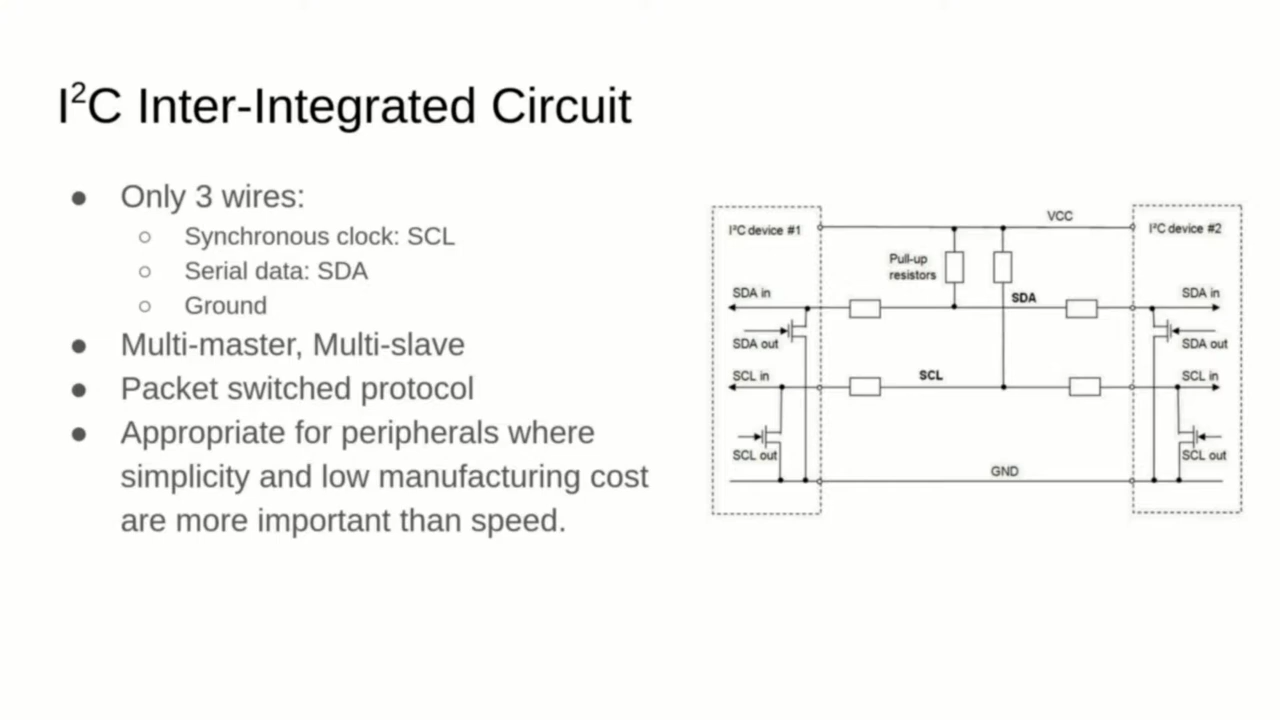 I²C Inter-Integrated Circuit
● Only 3 wires:
○ Synchronous clock: SCL
○ Serial data: SDA
○ Ground
● Multi-master, Multi-slave
● Packet switched protocol
● Appropriate for peripherals where
simplicity and low manufacturing cost
are more important than speed.
VCC
I²C device #1
I²C device #2
Pull-up
resistors
SDA in
SDA
SDA in
SDA out
SDA out
SCL in
SCL
SCL in
SCL out
SCL out
GND